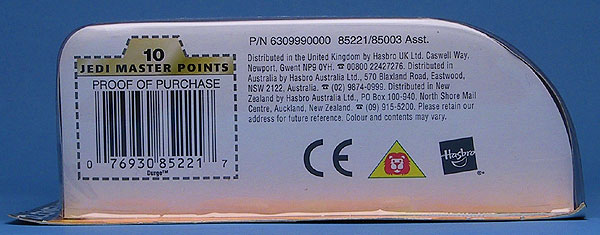 10
JEDI MASTER POINTS
PROOF OF PURCHASE
0 76930 85221 7
Durge™
P/N 6309990000 85221/85003 Asst.
Distributed in the United Kingdom by Hasbro UK Ltd. Caswell Way,
Newport, Gwent NP9 0YH. ☎ 00800 22427276. Distributed in
Australia by Hasbro Australia Ltd., 570 Blaxland Road, Eastwood,
NSW 2122, Australia. ☎ (02) 9874-0999. Distributed in New
Zealand by Hasbro Australia Ltd., PO Box 100-940, North Shore Mail
Centre, Auckland, New Zealand. ☎ (09) 915-5200. Please retain our
address for future reference. Colour and contents may vary.
CE
Hasbro
®*